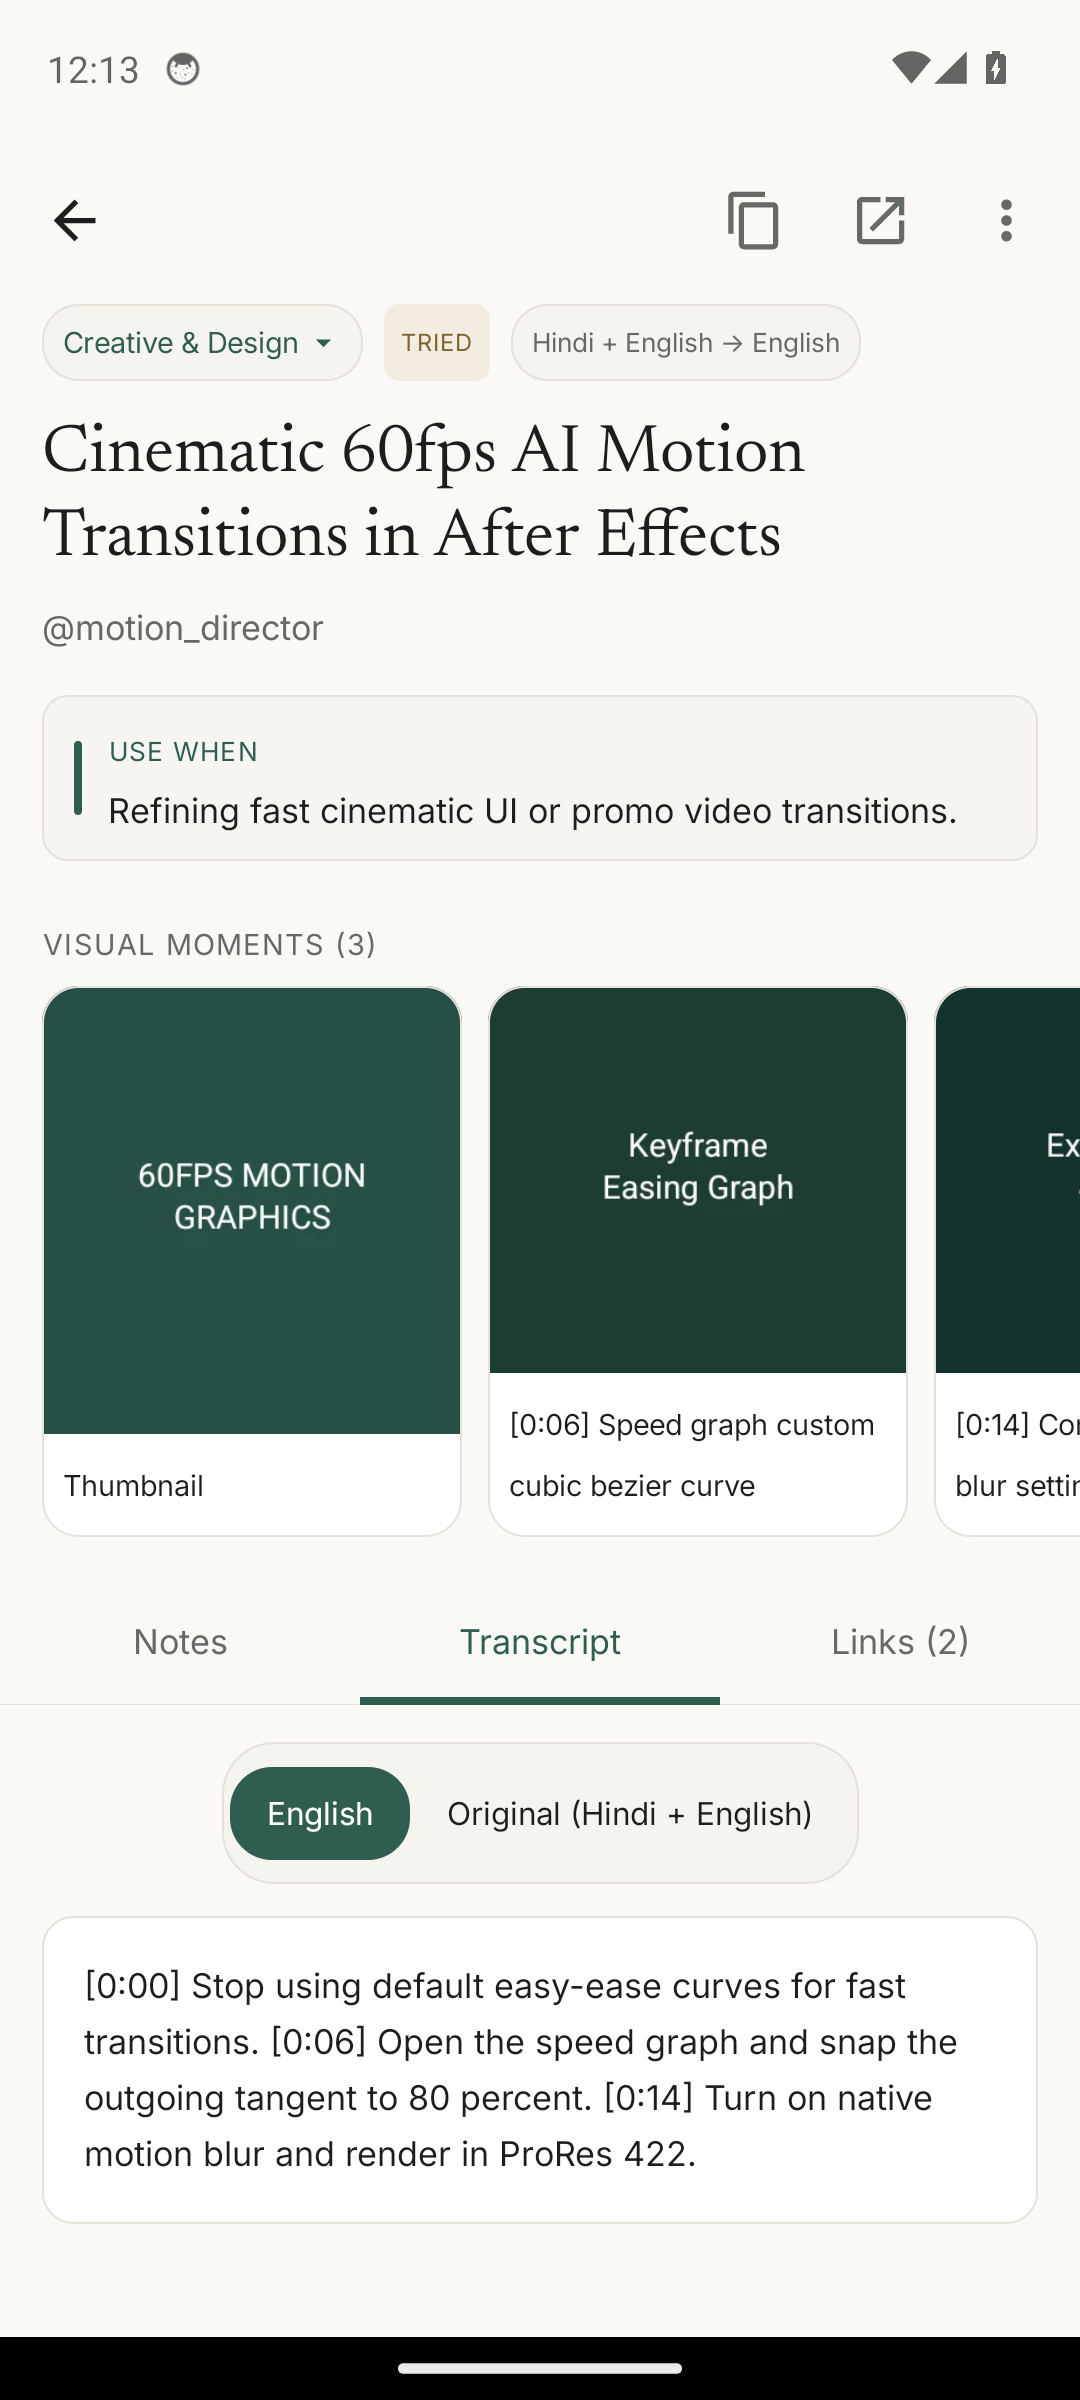 12:13
Creative & Design
TRIED
Hindi + English → English
Cinematic 60fps AI Motion
Transitions in After Effects
@motion_director
USE WHEN
Refining fast cinematic UI or promo video transitions.
VISUAL MOMENTS (3)
60FPS MOTION
GRAPHICS
Thumbnail
Keyframe
Easing Graph
[0:06] Speed graph custom
cubic bezier curve
Ex
[0:14] Cor
blur settin
Notes
Transcript
Links (2)
English
Original (Hindi + English)
[0:00] Stop using default easy-ease curves for fast
transitions. [0:06] Open the speed graph and snap the
outgoing tangent to 80 percent. [0:14] Turn on native
motion blur and render in ProRes 422.